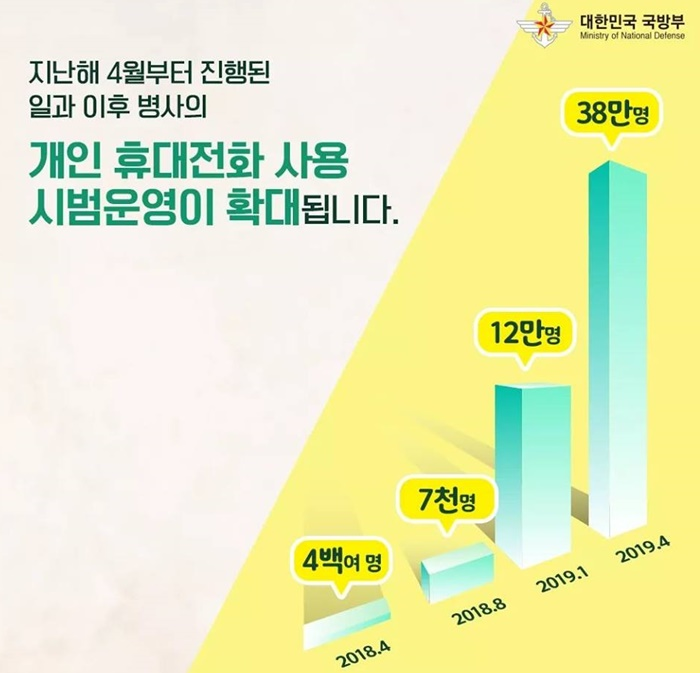 대한민국 국방부
Ministry of National Defense
지난해 4월부터 진행된
일과 이후 병사의
개인 휴대전화 사용
시범운영이 확대됩니다.
38만명
12만명
7천명
4백여 명
2018.4
2018.8
2019.1
2019.4